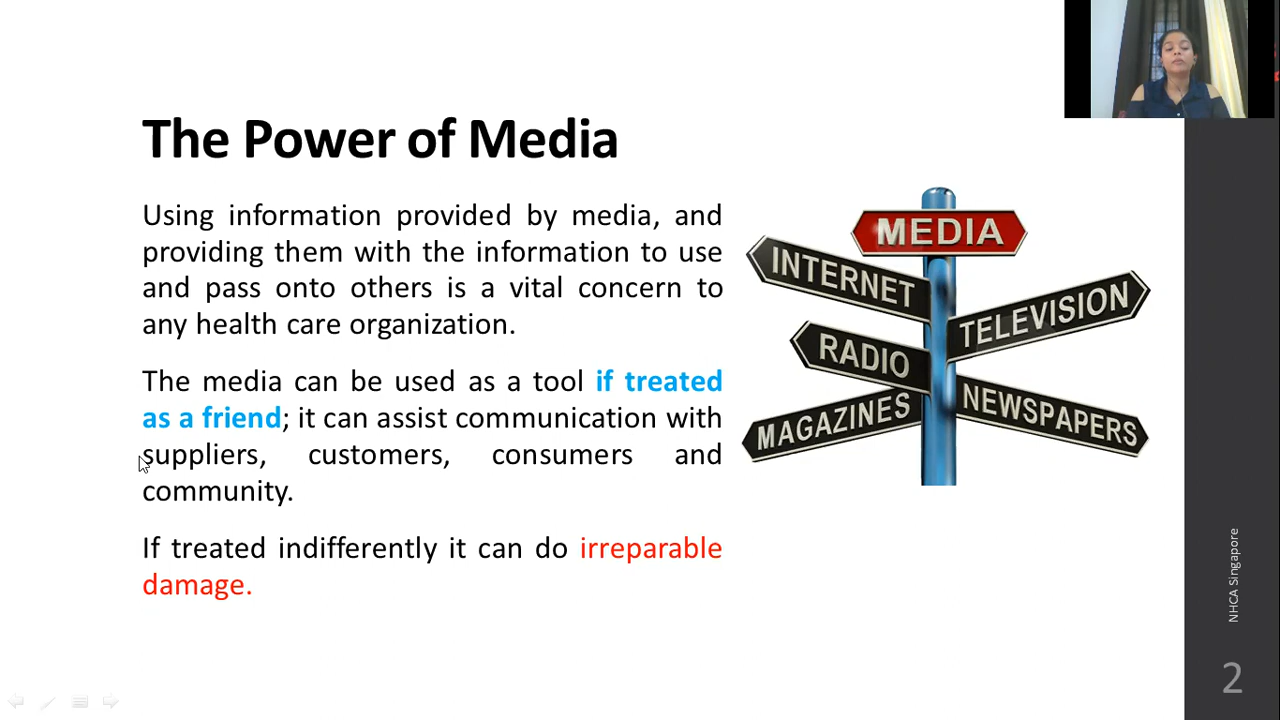 The Power of Media
Using information provided by media, and
providing them with the information to use
and pass onto others is a vital concern to
any health care organization.
The media can be used as a tool if treated
as a friend; it can assist communication with
suppliers, customers, consumers and
community.
If treated indifferently it can do irreparable
damage.
MEDIA
INTERNET
TELEVISION
RADIO
MAGAZINES
NEWSPAPERS
NHCA Singapore
2